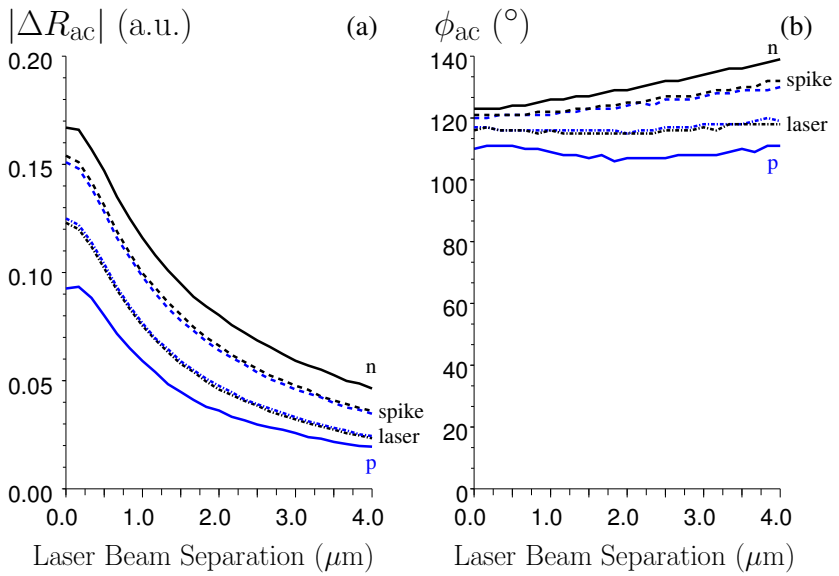 |ΔR_ac| (a.u.) (a)
0.20
0.15
0.10
0.05
0.00
n
spike
laser
p
0.0 1.0 2.0 3.0 4.0
Laser Beam Separation (μm)
ϕ_ac (°) (b)
140
120
100
80
60
40
20
0
n
spike
laser
p
0.0 1.0 2.0 3.0 4.0
Laser Beam Separation (μm)